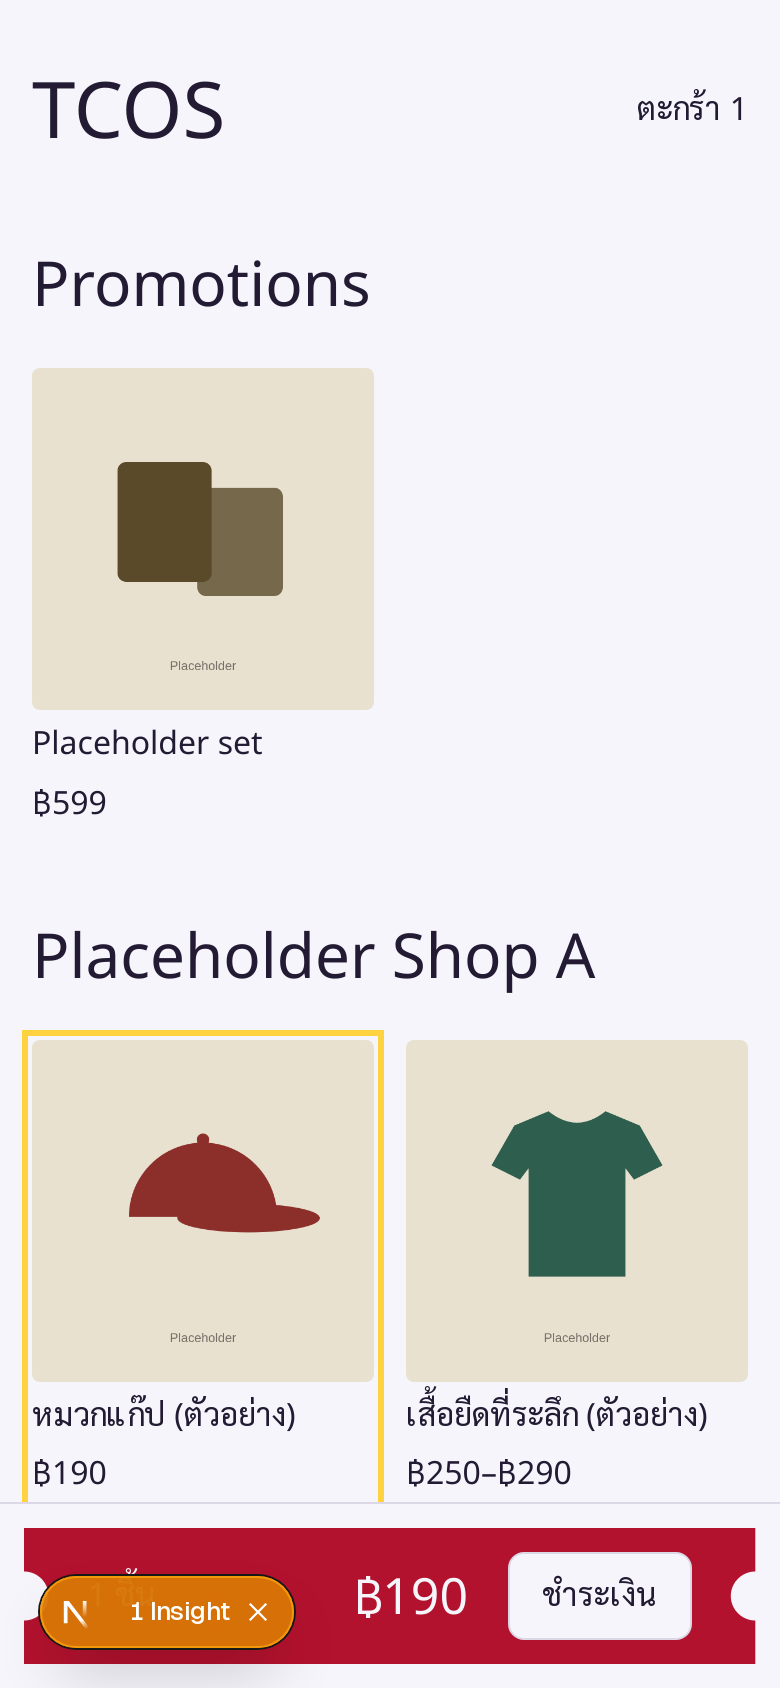 TCOS
ตะกร้า 1
Promotions
Placeholder
Placeholder set
฿599
Placeholder Shop A
Placeholder
Placeholder
หมวกแก๊ป (ตัวอย่าง)
เสื้อยืดที่ระลึก (ตัวอย่าง)
฿190
฿250–฿290
1 ชิ้น
N
1 Insight
฿190
ชำระเงิน